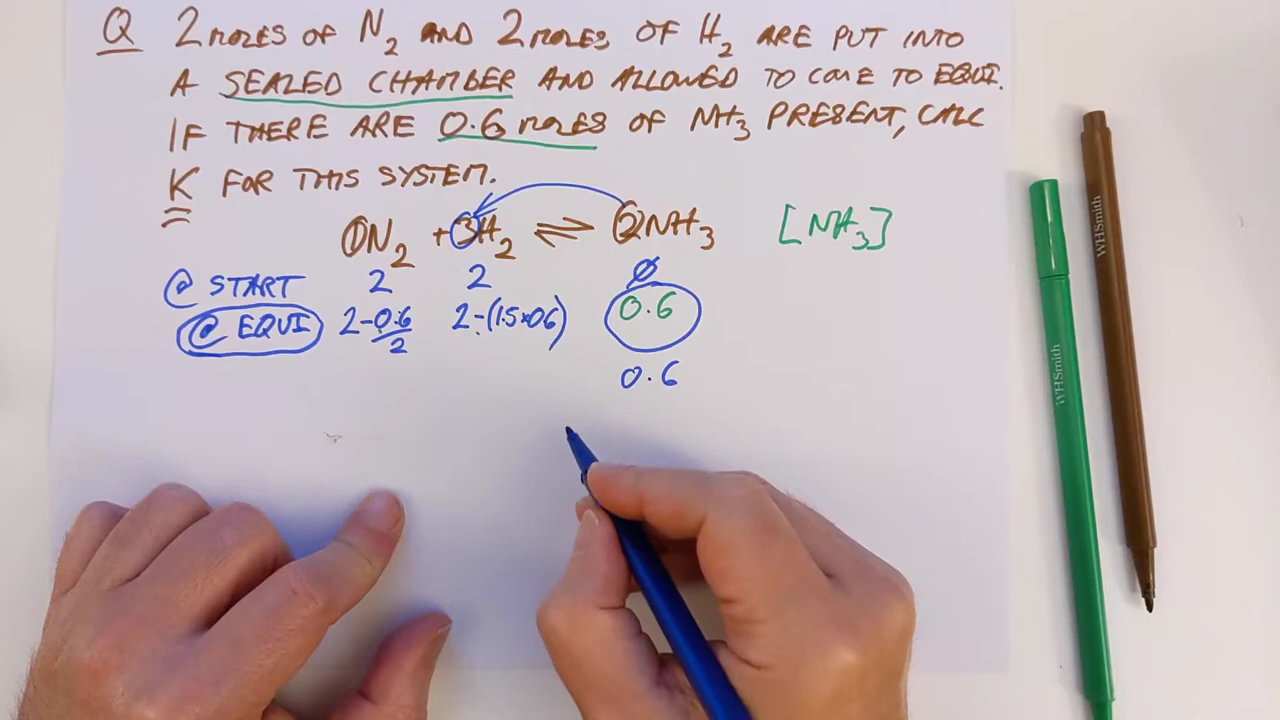 Q 2 MOLES OF N2 AND 2 MOLES OF H2 ARE PUT INTO
A SEALED CHAMBER AND ALLOWED TO COME TO EQUI.
IF THERE ARE 0.6 MOLES OF NH3 PRESENT, CALC
K FOR THIS SYSTEM.
1N2 + 3H2 ⇌ 2NH3 [NH3]
@ START 2 2 Ø
@ EQUI 2-0.6/2 2-(1.5×0.6) 0.6
0.6
WHSmith
WHSmith